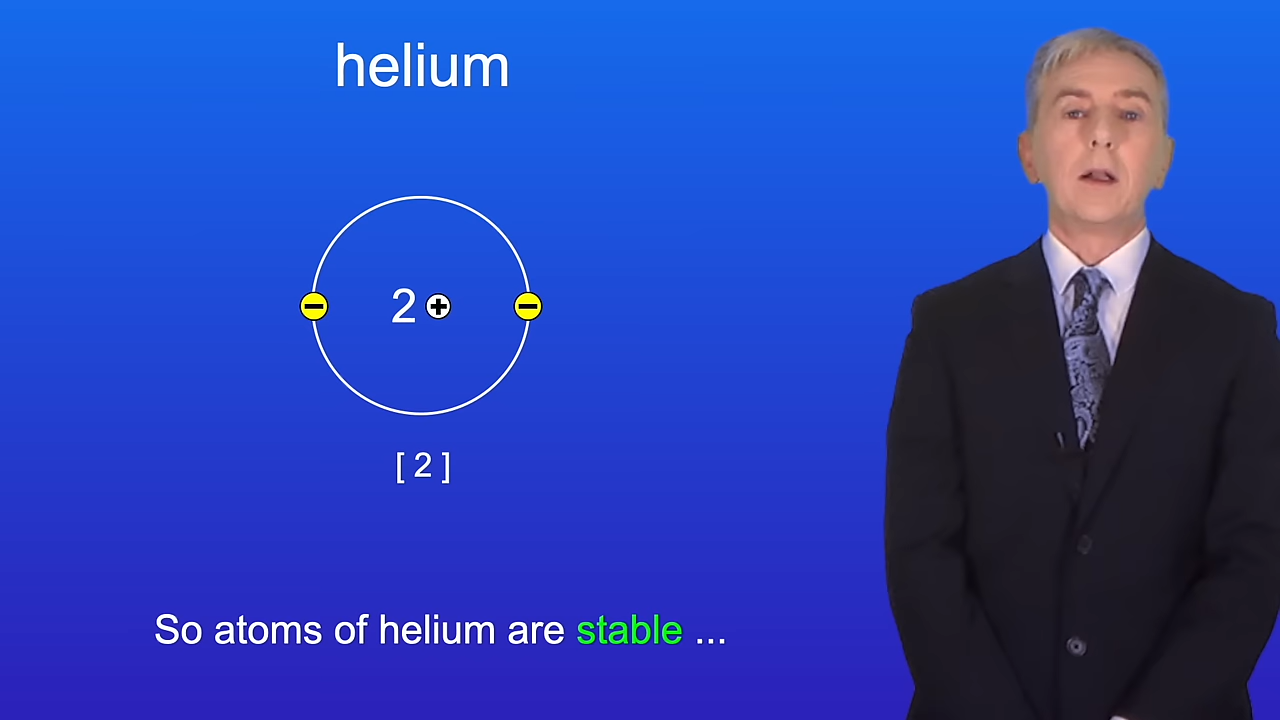 helium
2 +
[ 2 ]
So atoms of helium are stable ...